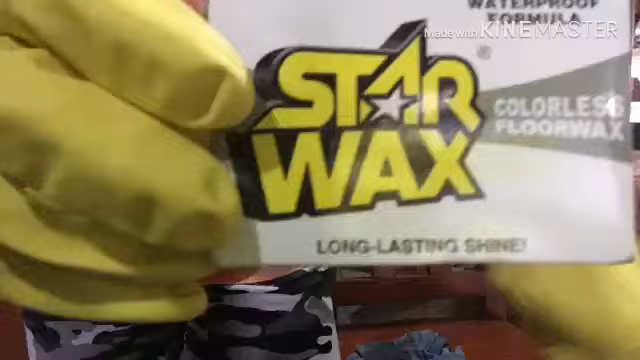 WATERPROOF
FORMULA
Made with KINEMASTER
STAR
WAX
®
COLORLESS
FLOORWAX
LONG-LASTING SHINE!